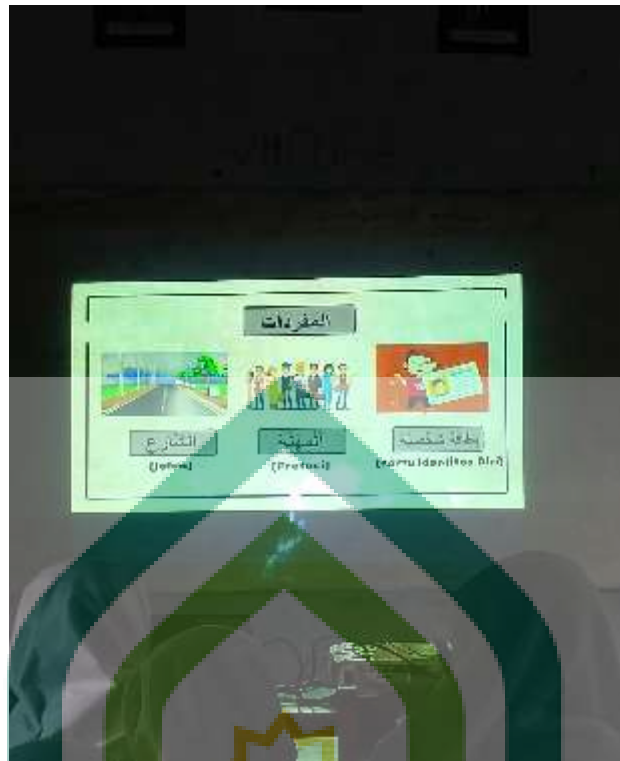 المفردات
الشارع المهنة بطاقة شخصية
(Jalan) (Profesi) (Kartu Identitas Diri)